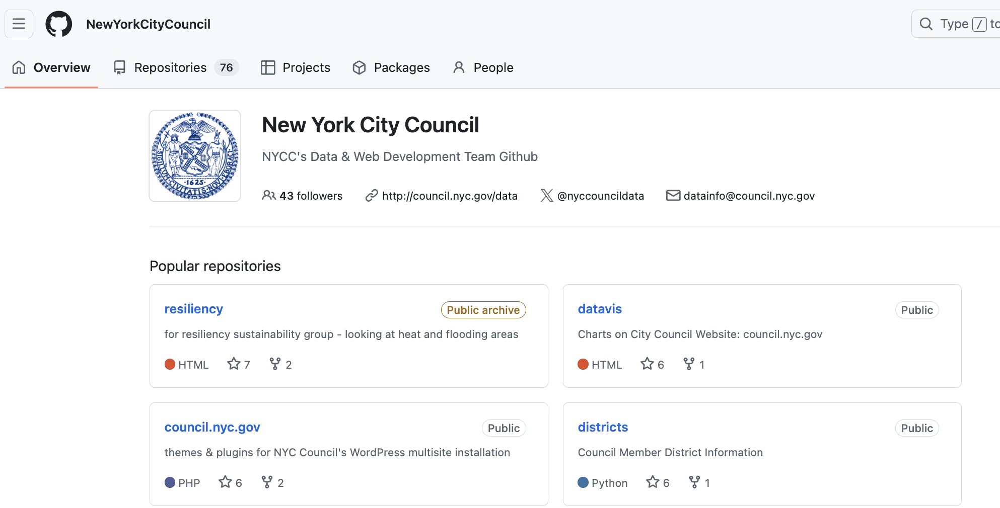 NewYorkCityCouncil
Type / to
Overview
Repositories 76
Projects
Packages
People
SIGILLUM·CIVITATIS·NOVI·EBORACI
·1625·
New York City Council
NYCC's Data & Web Development Team Github
43 followers
http://council.nyc.gov/data
@nyccouncildata
datainfo@council.nyc.gov
Popular repositories
resiliency
Public archive
for resiliency sustainability group - looking at heat and flooding areas
HTML 7 2
datavis
Public
Charts on City Council Website: council.nyc.gov
HTML 6 1
council.nyc.gov
Public
themes & plugins for NYC Council's WordPress multisite installation
PHP 6 2
districts
Public
Council Member District Information
Python 6 1